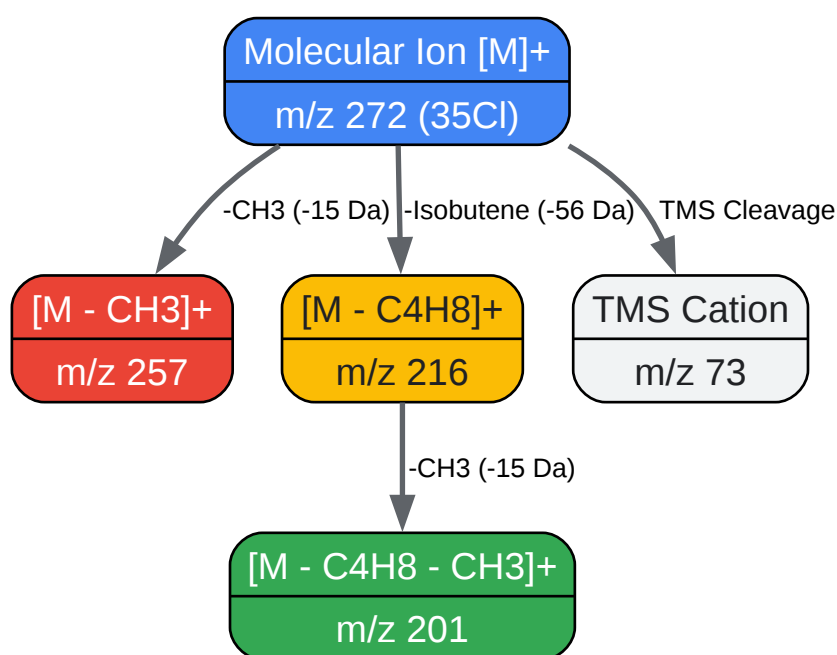 Molecular Ion [M]+
m/z 272 (35Cl)
-CH3 (-15 Da)
-Isobutene (-56 Da)
TMS Cleavage
[M - CH3]+
m/z 257
[M - C4H8]+
m/z 216
TMS Cation
m/z 73
-CH3 (-15 Da)
[M - C4H8 - CH3]+
m/z 201